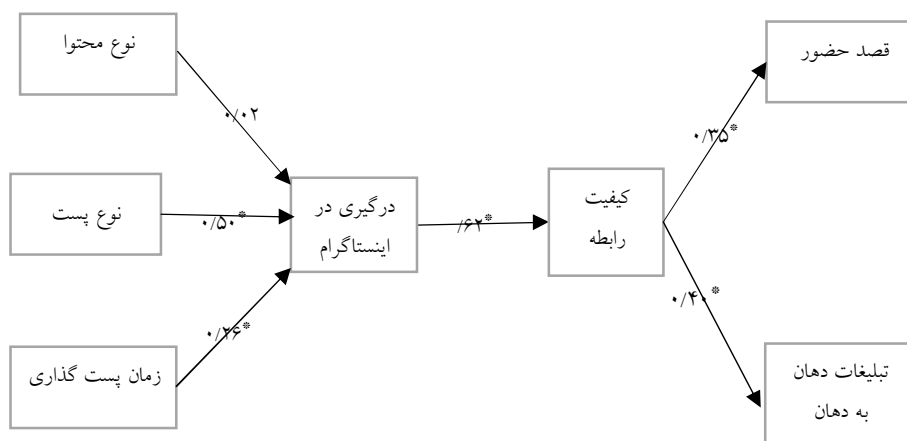 نوع محتوا
قصد حضور
۰/۰۲
۰/۳۵*
نوع پست
۰/۵۰*
درگیری در
اینستاگرام
/۶۲*
کیفیت
رابطه
۰/۲۶*
۰/۴۰*
زمان پست گذاری
تبلیغات دهان
به دهان